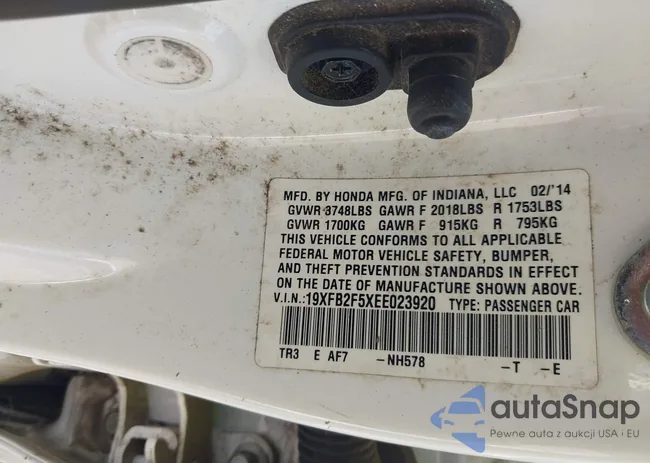 MFD. BY HONDA MFG. OF INDIANA, LLC 02/'14
GVWR 3748LBS GAWR F 2018LBS R 1753LBS
GVWR 1700KG GAWR F 915KG R 795KG
THIS VEHICLE CONFORMS TO ALL APPLICABLE
FEDERAL MOTOR VEHICLE SAFETY, BUMPER,
AND THEFT PREVENTION STANDARDS IN EFFECT
ON THE DATE OF MANUFACTURE SHOWN ABOVE.
V.I.N.:19XFB2F5XEE023920 TYPE: PASSENGER CAR
TR3 E AF7 -NH578 -T -E
autaSnap
Pewne auta z aukcji USA i EU